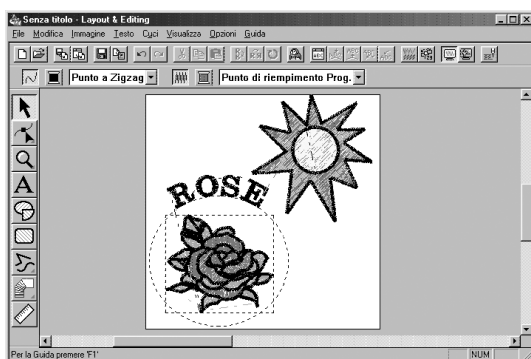 Senza titolo - Layout & Editing
File Modifica Immagine Testo Cuci Visualizza Opzioni Guida
Punto a Zigzag Punto di riempimento Prog.
A
ROSE
Per la Guida premere 'F1' NUM